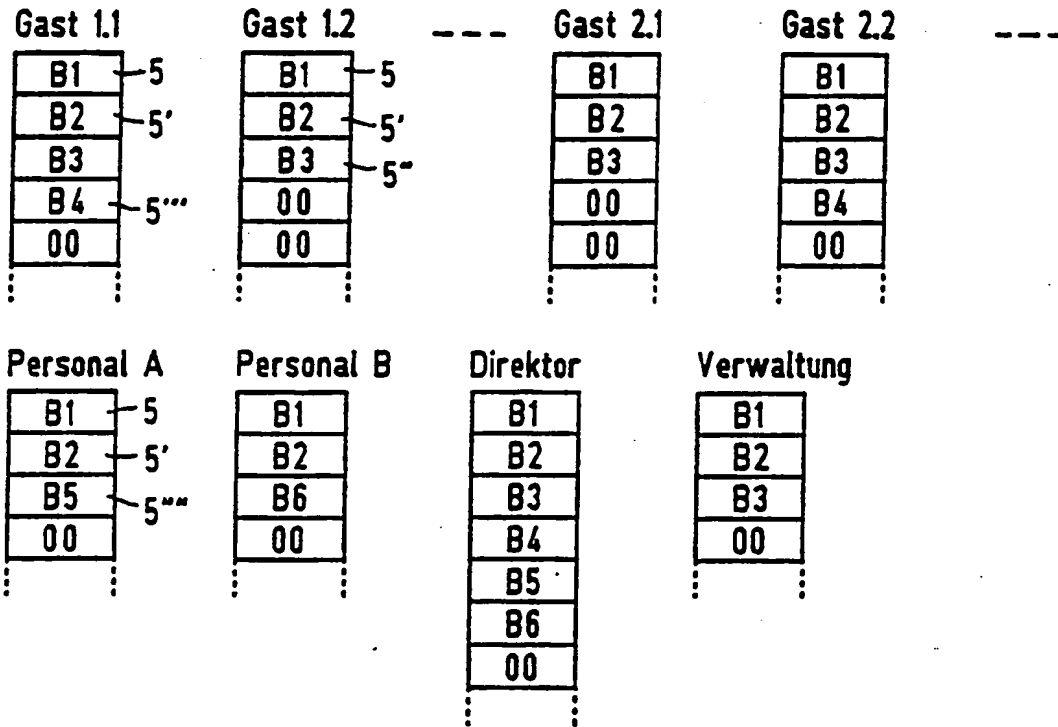 Gast 1.1 Gast 1.2 --- Gast 2.1 Gast 2.2 ---
B1 5 B1 5 B1 B1
B2 5' B2 5' B2 B2
B3 B3 5" B3 B3
B4 5"' 00 00 B4
00 00 00 00
Personal A Personal B Direktor Verwaltung
B1 5 B1 B1 B1
B2 5' B2 B2 B2
B5 5"" B6 B3 B3
00 00 B4 00
B5
B6
00